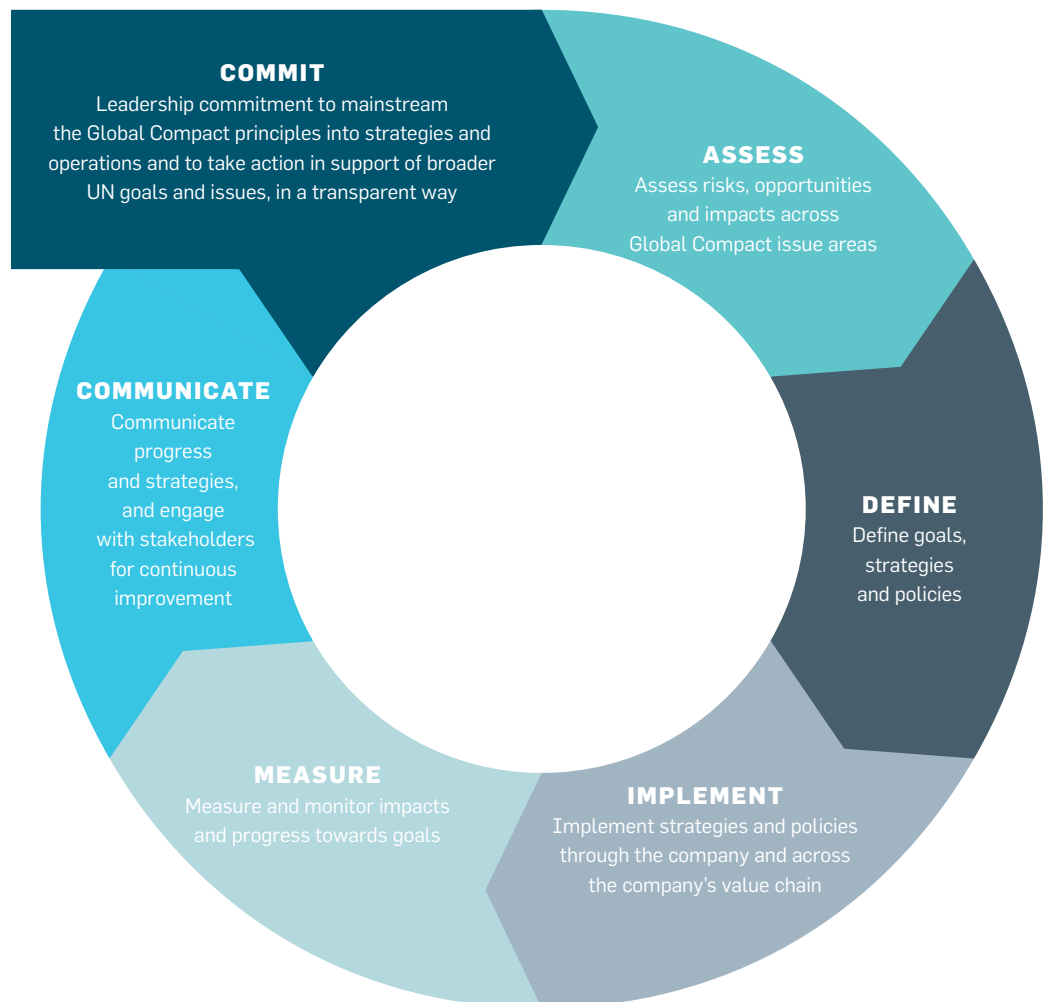 COMMIT
Leadership commitment to mainstream
the Global Compact principles into strategies and
operations and to take action in support of broader
UN goals and issues, in a transparent way
ASSESS
Assess risks, opportunities
and impacts across
Global Compact issue areas
DEFINE
Define goals,
strategies
and policies
IMPLEMENT
Implement strategies and policies
through the company and across
the company’s value chain
MEASURE
Measure and monitor impacts
and progress towards goals
COMMUNICATE
Communicate
progress
and strategies,
and engage
with stakeholders
for continuous
improvement